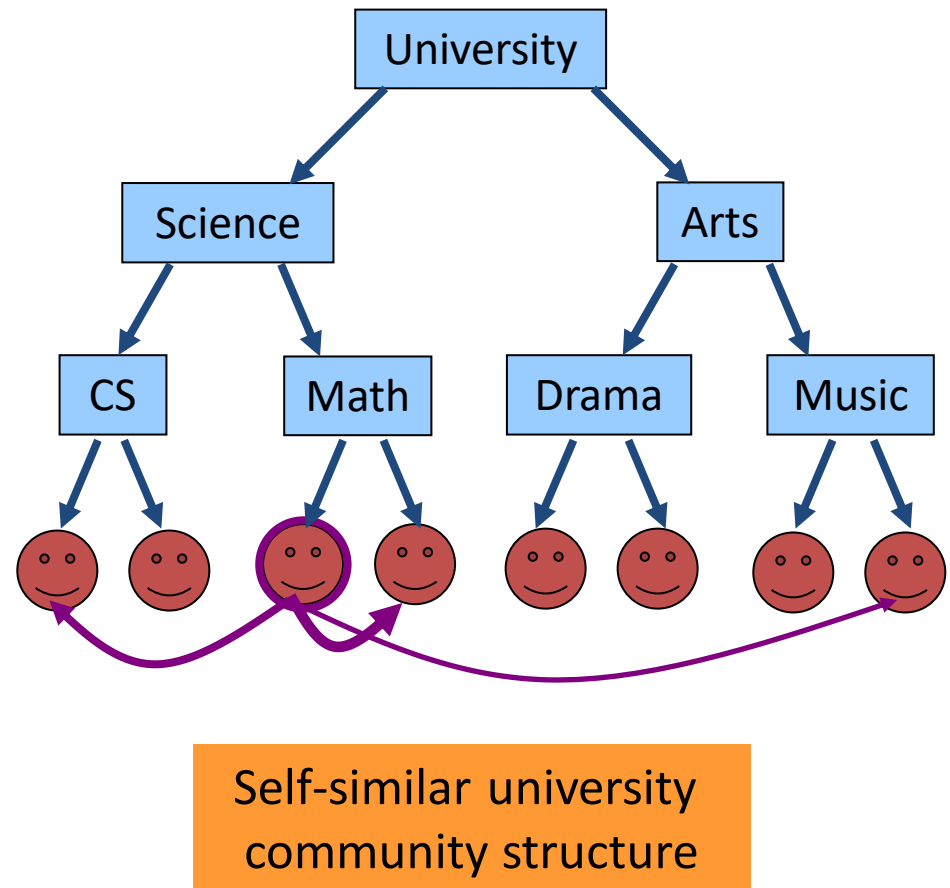 University
Science
Arts
CS
Math
Drama
Music
Self-similar university
community structure